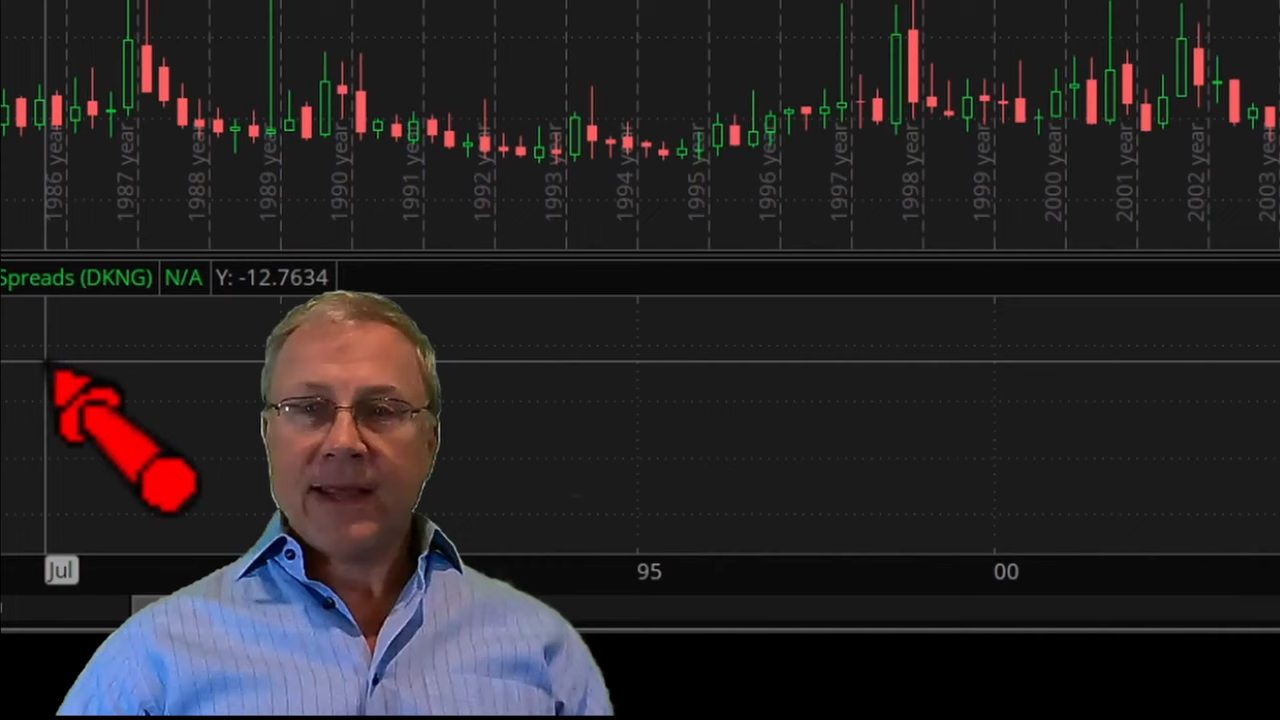 1986 year
1987 year
1988 year
1989 year
1990 year
1991 year
1992 year
1993 year
1994 year
1995 year
1996 year
1997 year
1998 year
1999 year
2000 year
2001 year
2002 year
2003 year
Spreads (DKNG) N/A Y: -12.7634
Jul 95 00